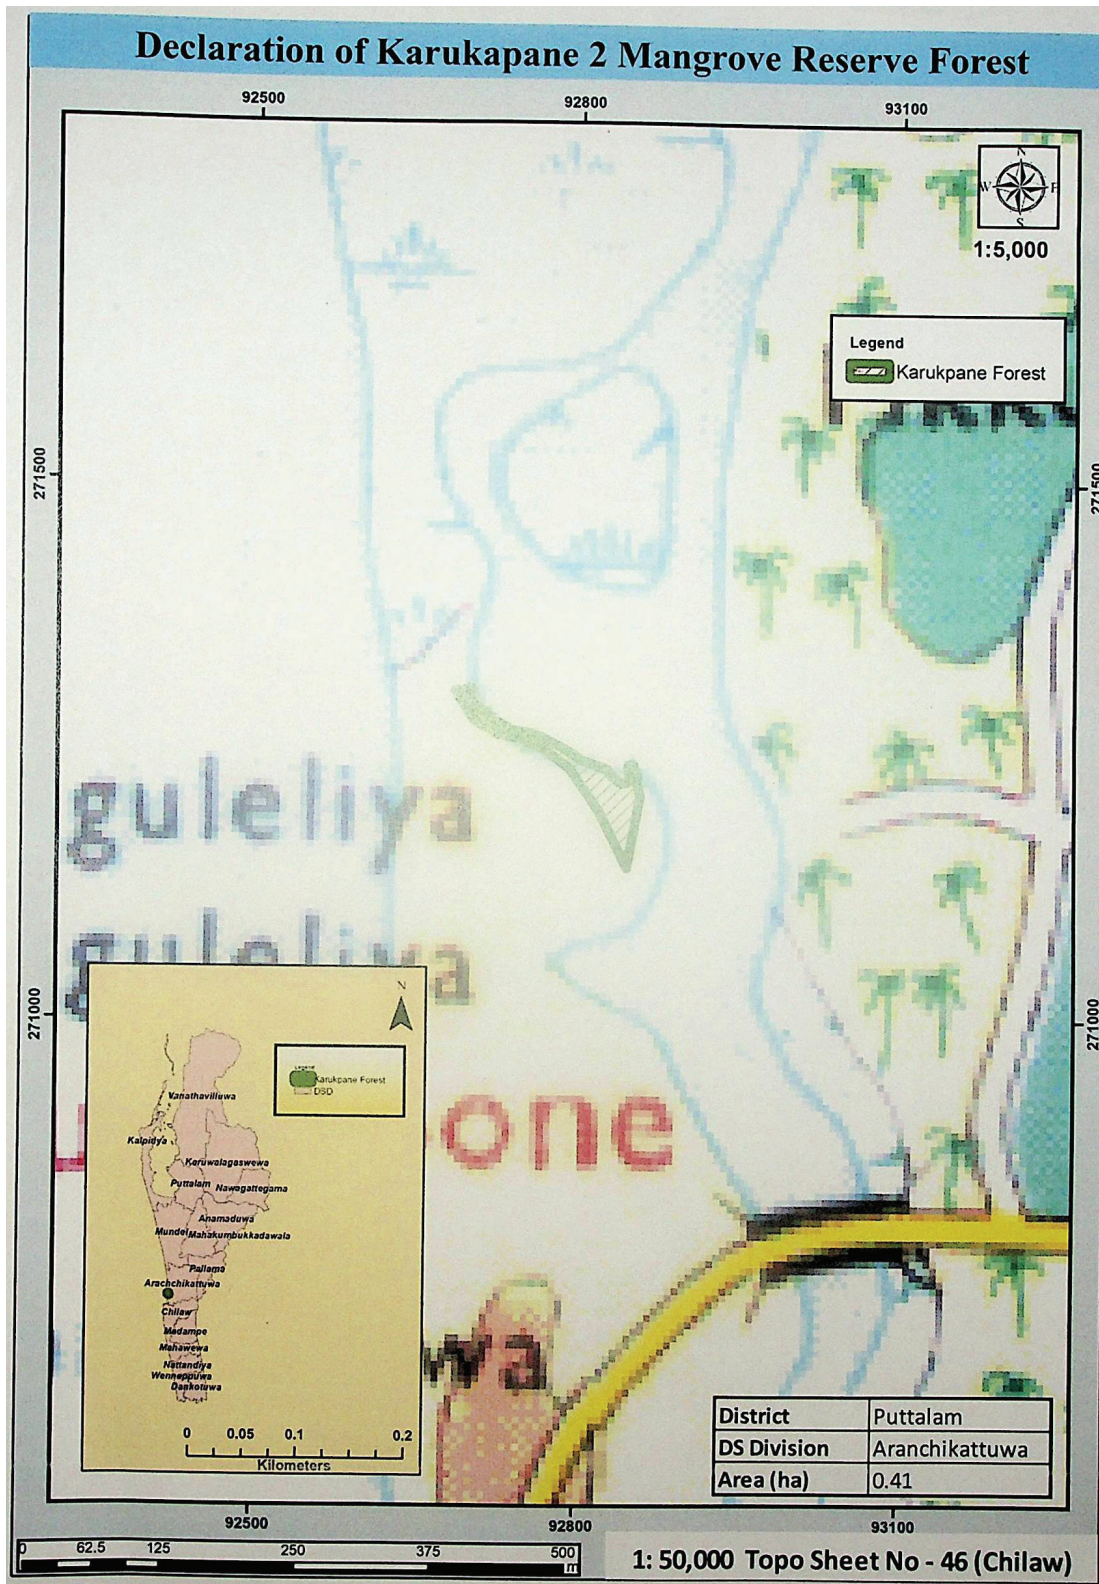 Declaration of Karukapane 2 Mangrove Reserve Forest
92500 92800 93100
N
W E
S
1:5,000
Legend
Karukpane Forest
271500 271500
guleliya
guleliya
271000 271000
one
wa
N
Legend
Karukpane Forest
DSD
Vanathavilluwa
Kalpitiya
Karuwalagaswewa
Puttalam Nawagattegama
Anamaduwa
Mundel Mahakumbukkadawala
Pallama
Arachchikattuwa
Chilaw
Madampe
Mahawewa
Nattandiya
Wennappuwa
Dankotuwa
0 0.05 0.1 0.2
Kilometers
District Puttalam
DS Division Aranchikattuwa
Area (ha) 0.41
92500 92800 93100
0 62.5 125 250 375 500
m
1: 50,000 Topo Sheet No - 46 (Chilaw)